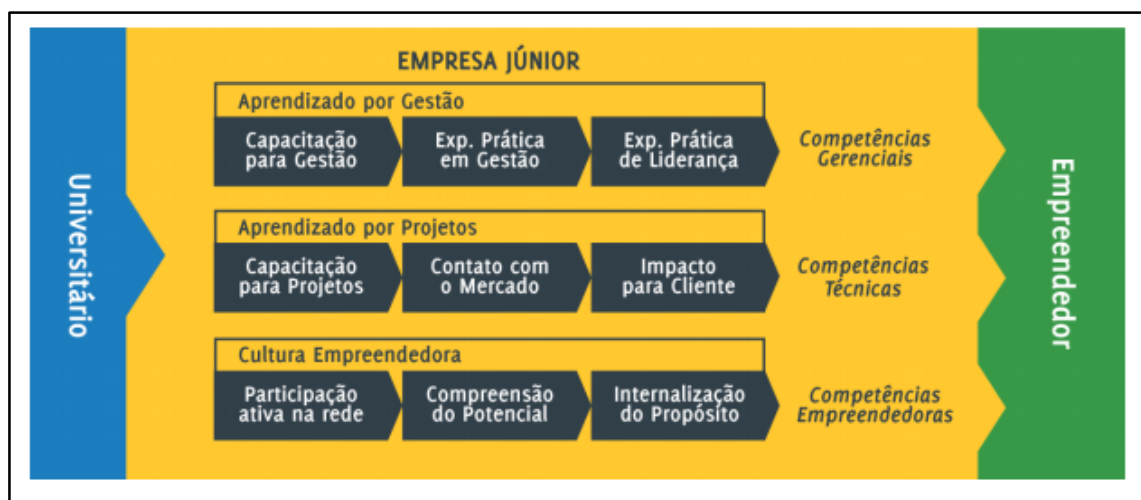 Universitário
EMPRESA JÚNIOR
Aprendizado por Gestão
Capacitação
para Gestão
Exp. Prática
em Gestão
Exp. Prática
de Liderança
Competências
Gerenciais
Aprendizado por Projetos
Capacitação
para Projetos
Contato com
o Mercado
Impacto
para Cliente
Competências
Técnicas
Cultura Empreendedora
Participação
ativa na rede
Compreensão
do Potencial
Internalização
do Propósito
Competências
Empreendedoras
Empreendedor